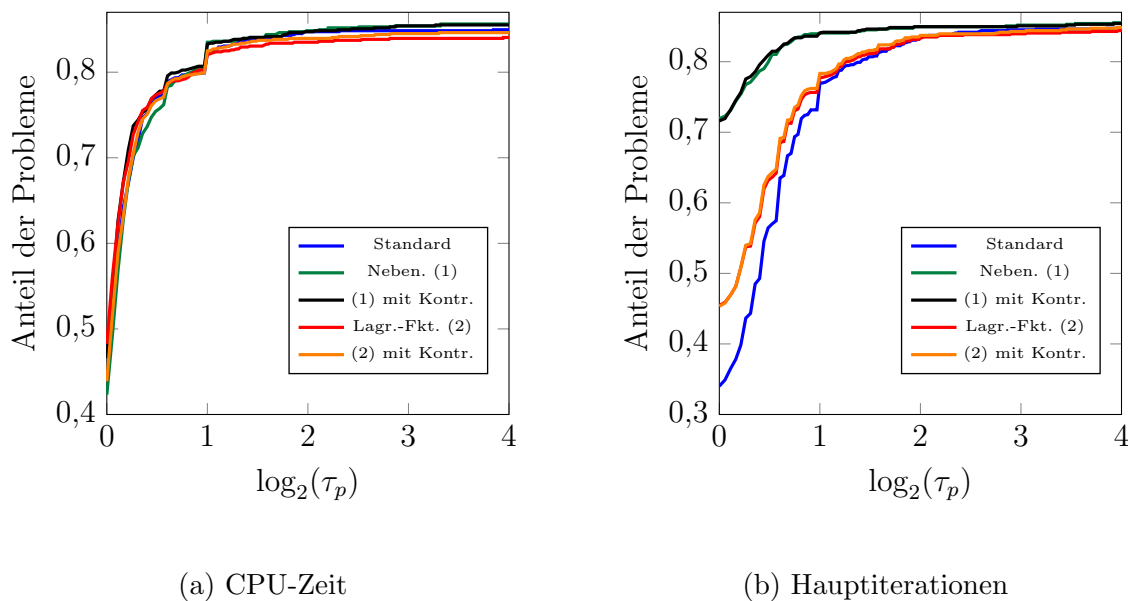 0,8
0,7
0,6
0,5
0,4
0 1 2 3 4
Anteil der Probleme
log₂(τₚ)
Standard
Neben. (1)
(1) mit Kontr.
Lagr.-Fkt. (2)
(2) mit Kontr.
(a) CPU-Zeit
0,8
0,7
0,6
0,5
0,4
0,3
0 1 2 3 4
Anteil der Probleme
log₂(τₚ)
Standard
Neben. (1)
(1) mit Kontr.
Lagr.-Fkt. (2)
(2) mit Kontr.
(b) Hauptiterationen